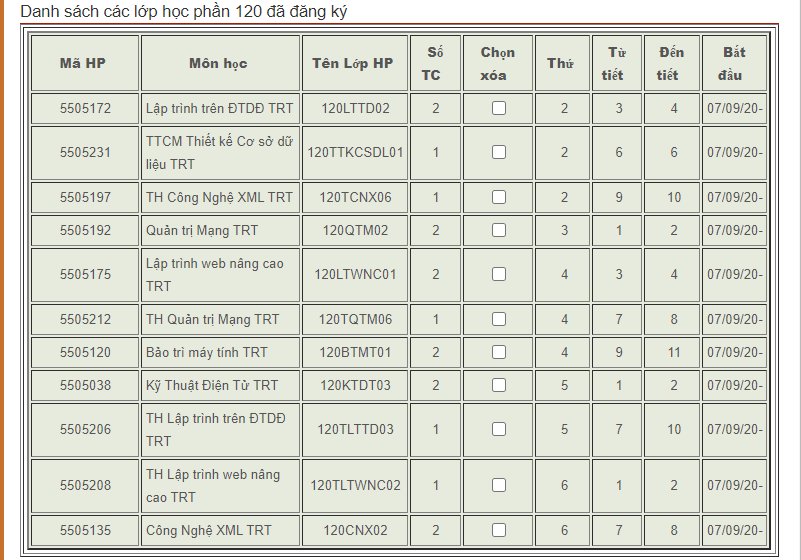 Danh sách các lớp học phần 120 đã đăng ký
Mã HP Môn học Tên Lớp HP Số TC Chọn xóa Thứ Từ tiết Đến tiết Bắt đầu
5505172 Lập trình trên ĐTDĐ TRT 120LTTD02 2 2 3 4 07/09/20-
5505231 TTCM Thiết kế Cơ sở dữ liệu TRT 120TTKCSDL01 1 2 6 6 07/09/20-
5505197 TH Công Nghệ XML TRT 120TCNX06 1 2 9 10 07/09/20-
5505192 Quản trị Mạng TRT 120QTM02 2 3 1 2 07/09/20-
5505175 Lập trình web nâng cao TRT 120LTWNC01 2 4 3 4 07/09/20-
5505212 TH Quản trị Mạng TRT 120TQTM06 1 4 7 8 07/09/20-
5505120 Bảo trì máy tính TRT 120BTMT01 2 4 9 11 07/09/20-
5505038 Kỹ Thuật Điện Tử TRT 120KTDT03 2 5 1 2 07/09/20-
5505206 TH Lập trình trên ĐTDĐ TRT 120TLTTD03 1 5 7 10 07/09/20-
5505208 TH Lập trình web nâng cao TRT 120TLTWNC02 1 6 1 2 07/09/20-
5505135 Công Nghệ XML TRT 120CNX02 2 6 7 8 07/09/20-